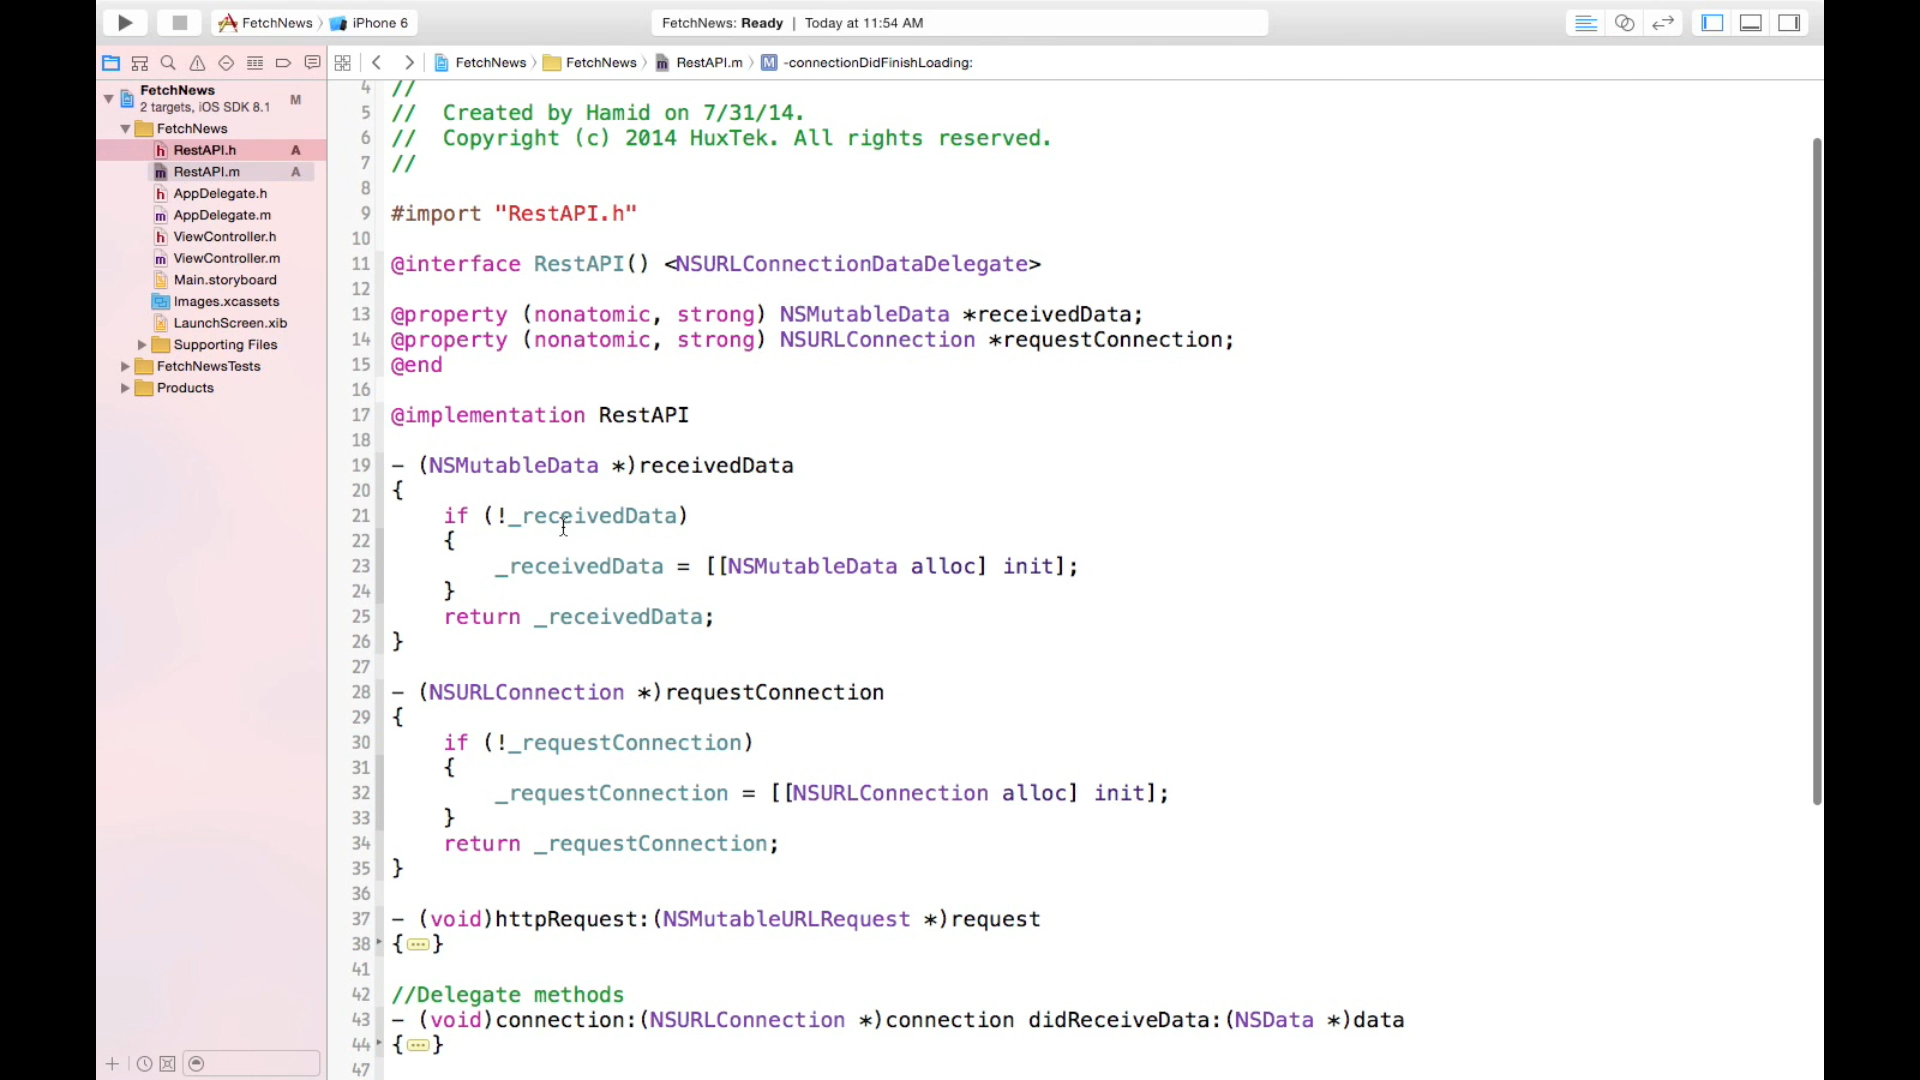 FetchNews iPhone 6 FetchNews: Ready | Today at 11:54 AM
FetchNews FetchNews RestAPI.m M -connectionDidFinishLoading:
FetchNews
2 targets, iOS SDK 8.1 M
FetchNews
h RestAPI.h A
m RestAPI.m A
h AppDelegate.h
m AppDelegate.m
h ViewController.h
m ViewController.m
Main.storyboard
Images.xcassets
LaunchScreen.xib
Supporting Files
FetchNewsTests
Products
4 //
5 //  Created by Hamid on 7/31/14.
6 //  Copyright (c) 2014 HuxTek. All rights reserved.
7 //
8
9 #import "RestAPI.h"
10
11 @interface RestAPI() <NSURLConnectionDataDelegate>
12
13 @property (nonatomic, strong) NSMutableData *receivedData;
14 @property (nonatomic, strong) NSURLConnection *requestConnection;
15 @end
16
17 @implementation RestAPI
18
19 - (NSMutableData *)receivedData
20 {
21     if (!_receivedData)
22     {
23         _receivedData = [[NSMutableData alloc] init];
24     }
25     return _receivedData;
26 }
27
28 - (NSURLConnection *)requestConnection
29 {
30     if (!_requestConnection)
31     {
32         _requestConnection = [[NSURLConnection alloc] init];
33     }
34     return _requestConnection;
35 }
36
37 - (void)httpRequest:(NSMutableURLRequest *)request
38 {...}
41
42 //Delegate methods
43 - (void)connection:(NSURLConnection *)connection didReceiveData:(NSData *)data
44 {...}
47